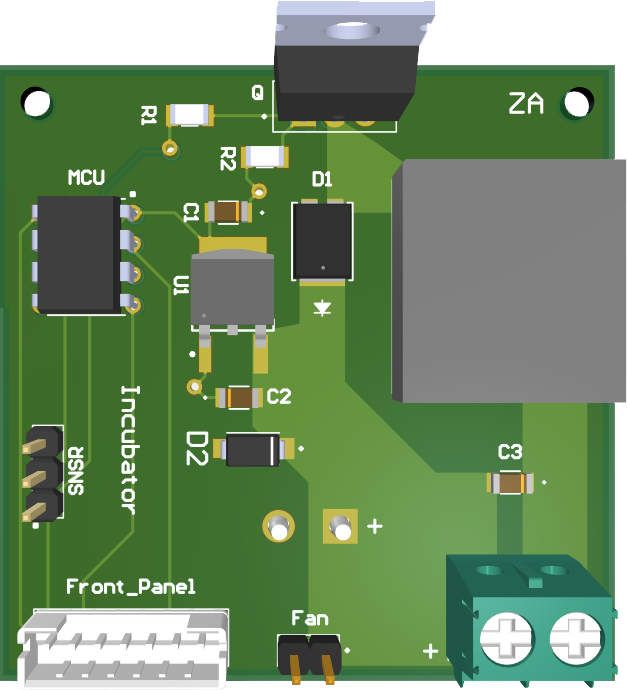 Q
ZA
R1
R2
MCU
D1
C1
U1
C2
Incubator
D2
SNSR
C3
+
Front_Panel
Fan
+